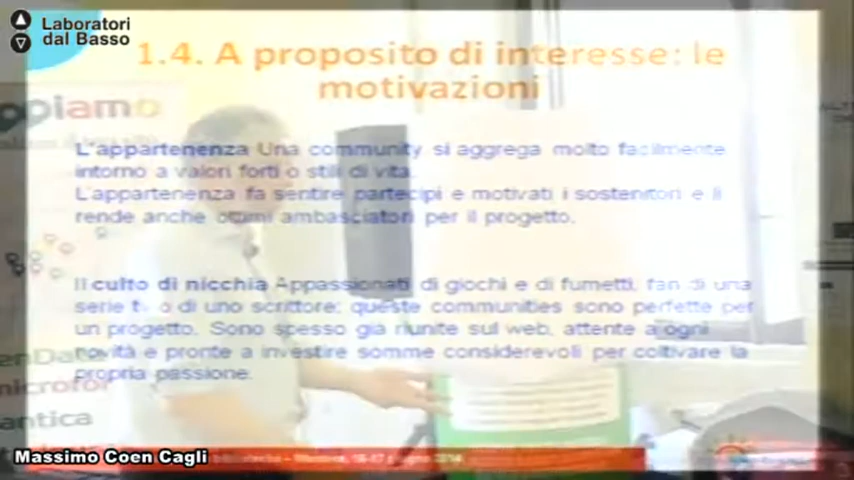 Laboratori
dal Basso
1.4. A proposito di interesse: le
motivazioni
L'appartenenza Una community si aggrega molto facilmente
intorno a valori forti o stili di vita.
L'appartenenza fa sentire partecipi e motivati i sostenitori e li
rende anche ottimi ambasciatori per il progetto.
Il culto di nicchia Appassionati di giochi e di fumetti, fan di una
serie tv o di uno scrittore: queste communities sono perfette per
un progetto. Sono spesso già riunite sul web, attente a ogni
novità e pronte a investire somme considerevoli per coltivare la
propria passione.
antica
Massimo Coen Cagli